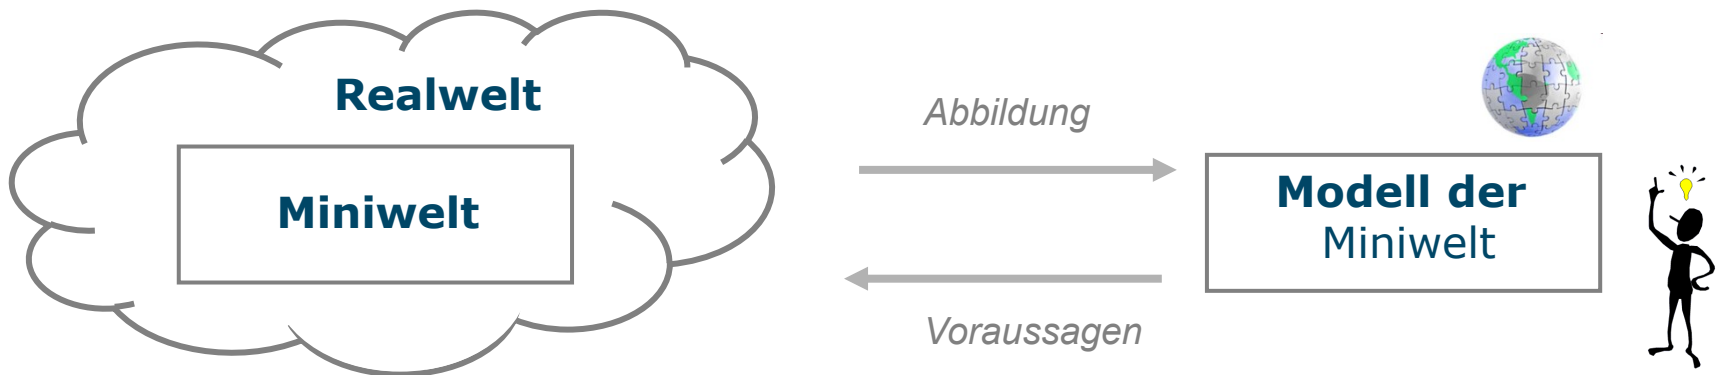 Realwelt
Miniwelt
Abbildung
Voraussagen
Modell der
Miniwelt